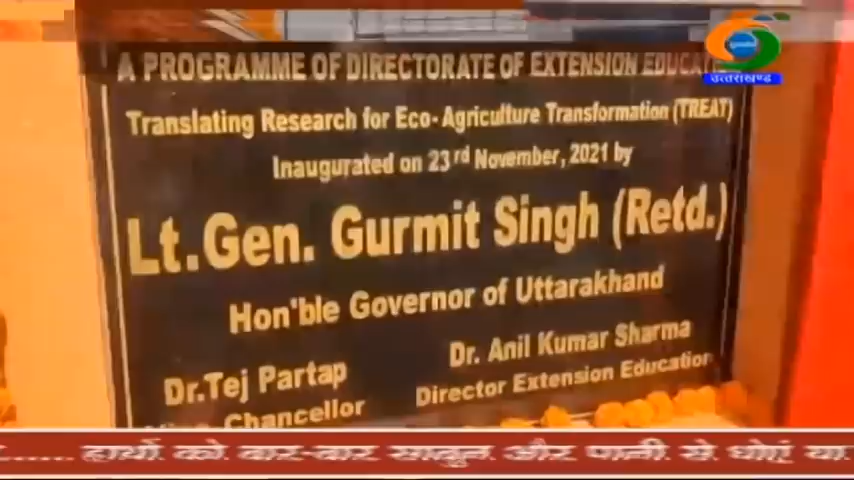 A PROGRAMME OF DIRECTORATE OF EXTENSION EDUCATI
उत्तराखण्ड
Translating Research for Eco-Agriculture Transformation (TREAT)
Inaugurated on 23rd November, 2021 by
Lt.Gen. Gurmit Singh (Retd.)
Hon'ble Governor of Uttarakhand
Dr.Tej Partap
Dr. Anil Kumar Sharma
Chancellor
Director Extension Education
..... हाथों को बार-बार साबुन और पानी से धोएं या